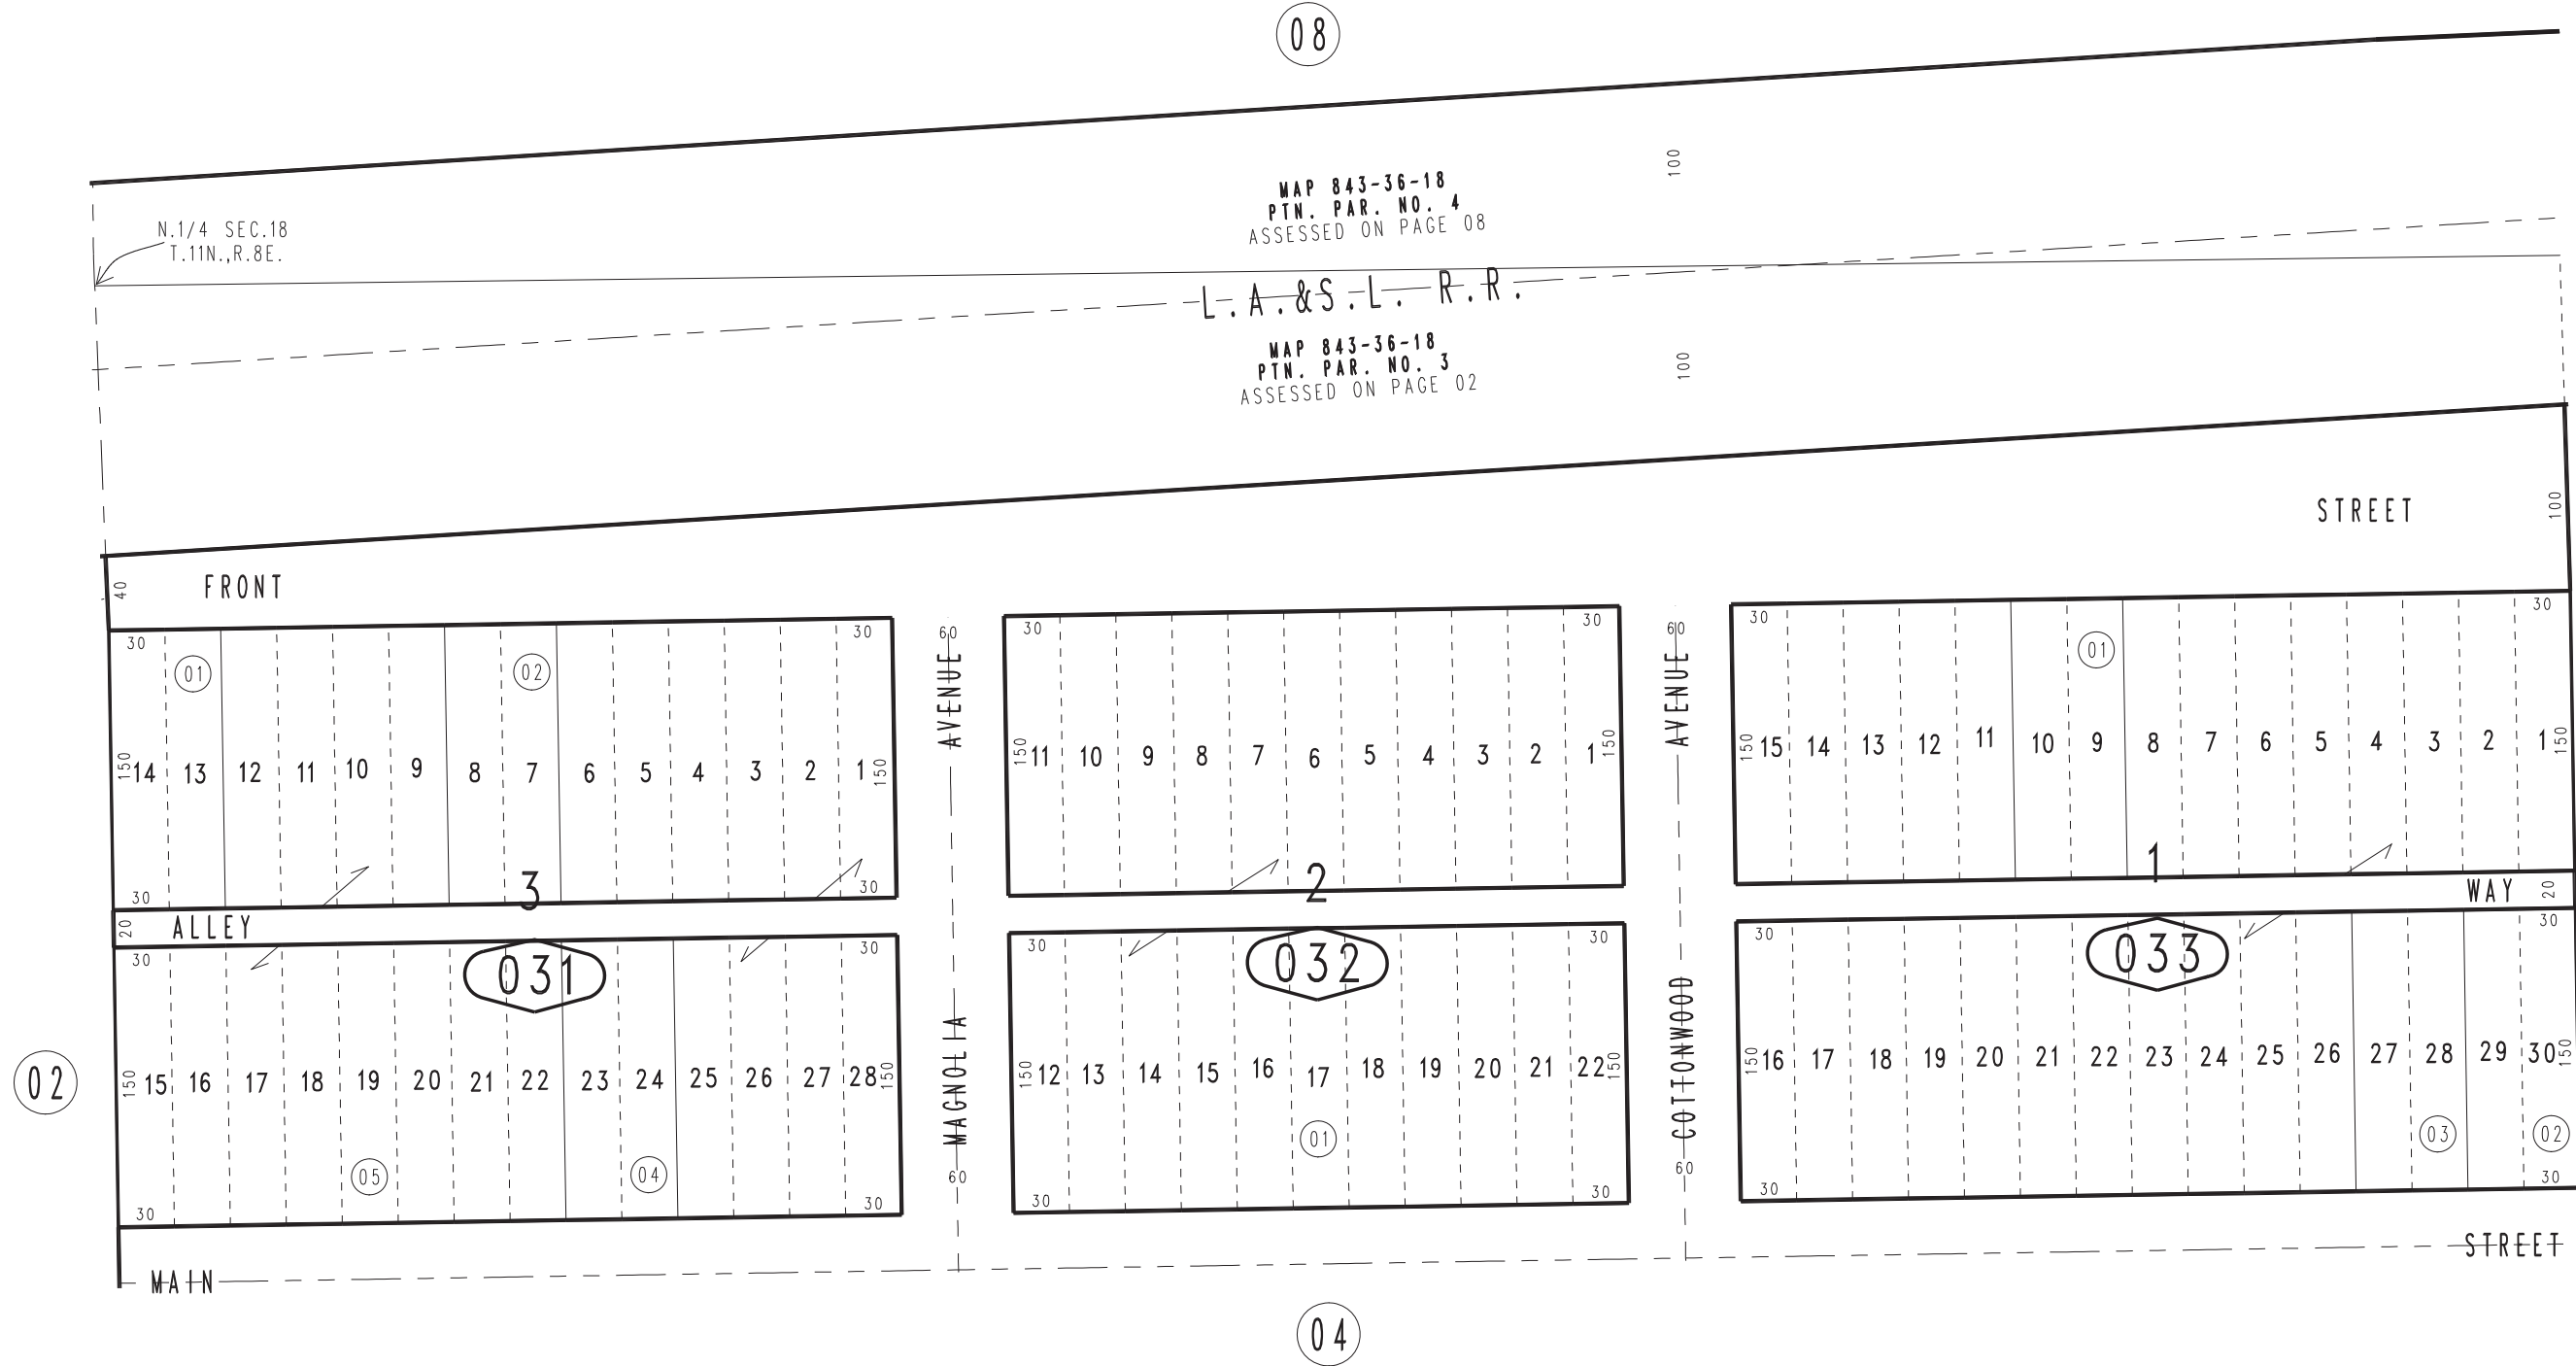 08
MAP 843-36-18
PTN. PAR. NO. 4
ASSESSED ON PAGE 08
100
N.1/4 SEC.18
T.11N.,R.8E.
L.A.&S.L. R.R.
MAP 843-36-18
PTN. PAR. NO. 3
ASSESSED ON PAGE 02
100
STREET
100
FRONT
40
30 30 60 30 30 60 30 30
01 02 01
AVENUE AVENUE
150 14 13 12 11 10 9 8 7 6 5 4 3 2 1 150
150 11 10 9 8 7 6 5 4 3 2 1 150
150 15 14 13 12 11 10 9 8 7 6 5 4 3 2 1 150
30 3 30 2 1
20 ALLEY WAY 20
30 30 30 30 30 30
031 032 033
02
150 15 16 17 18 19 20 21 22 23 24 25 26 27 28 150
150 12 13 14 15 16 17 18 19 20 21 22 150
150 16 17 18 19 20 21 22 23 24 25 26 27 28 29 30 150
MAGNOLIA COTTONWOOD
05 04 01 03 02
30 30 60 30 30 60 30 30
MAIN STREET
04